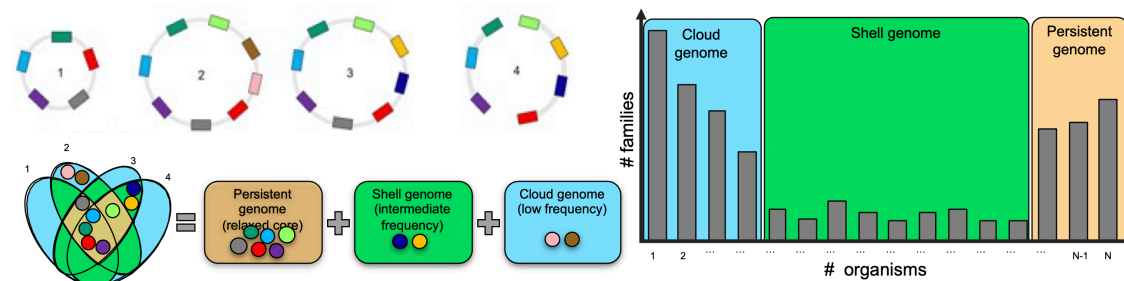 1
2
3
4
1
2
3
4
=
Persistent
genome
(relaxed core)
+
Shell genome
(intermediate
frequency)
+
Cloud genome
(low frequency)
# families
Cloud
genome
Shell genome
Persistent
genome
1 2 ... ... ... ... ... ... ... ... ... ... ... ... N-1 N
# organisms